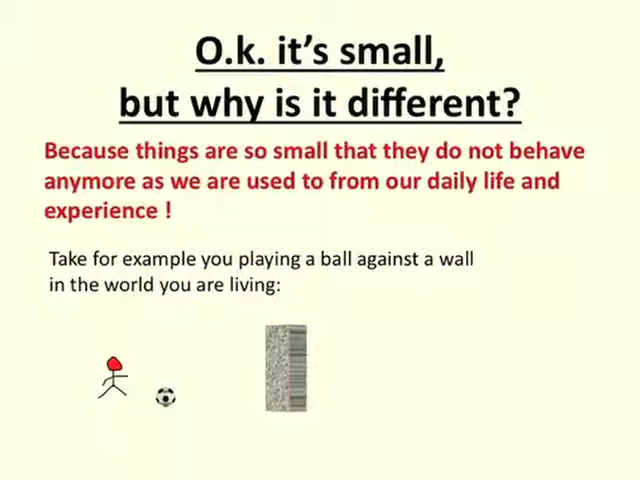 O.k. it's small,
but why is it different?
Because things are so small that they do not behave
anymore as we are used to from our daily life and
experience !
Take for example you playing a ball against a wall
in the world you are living: